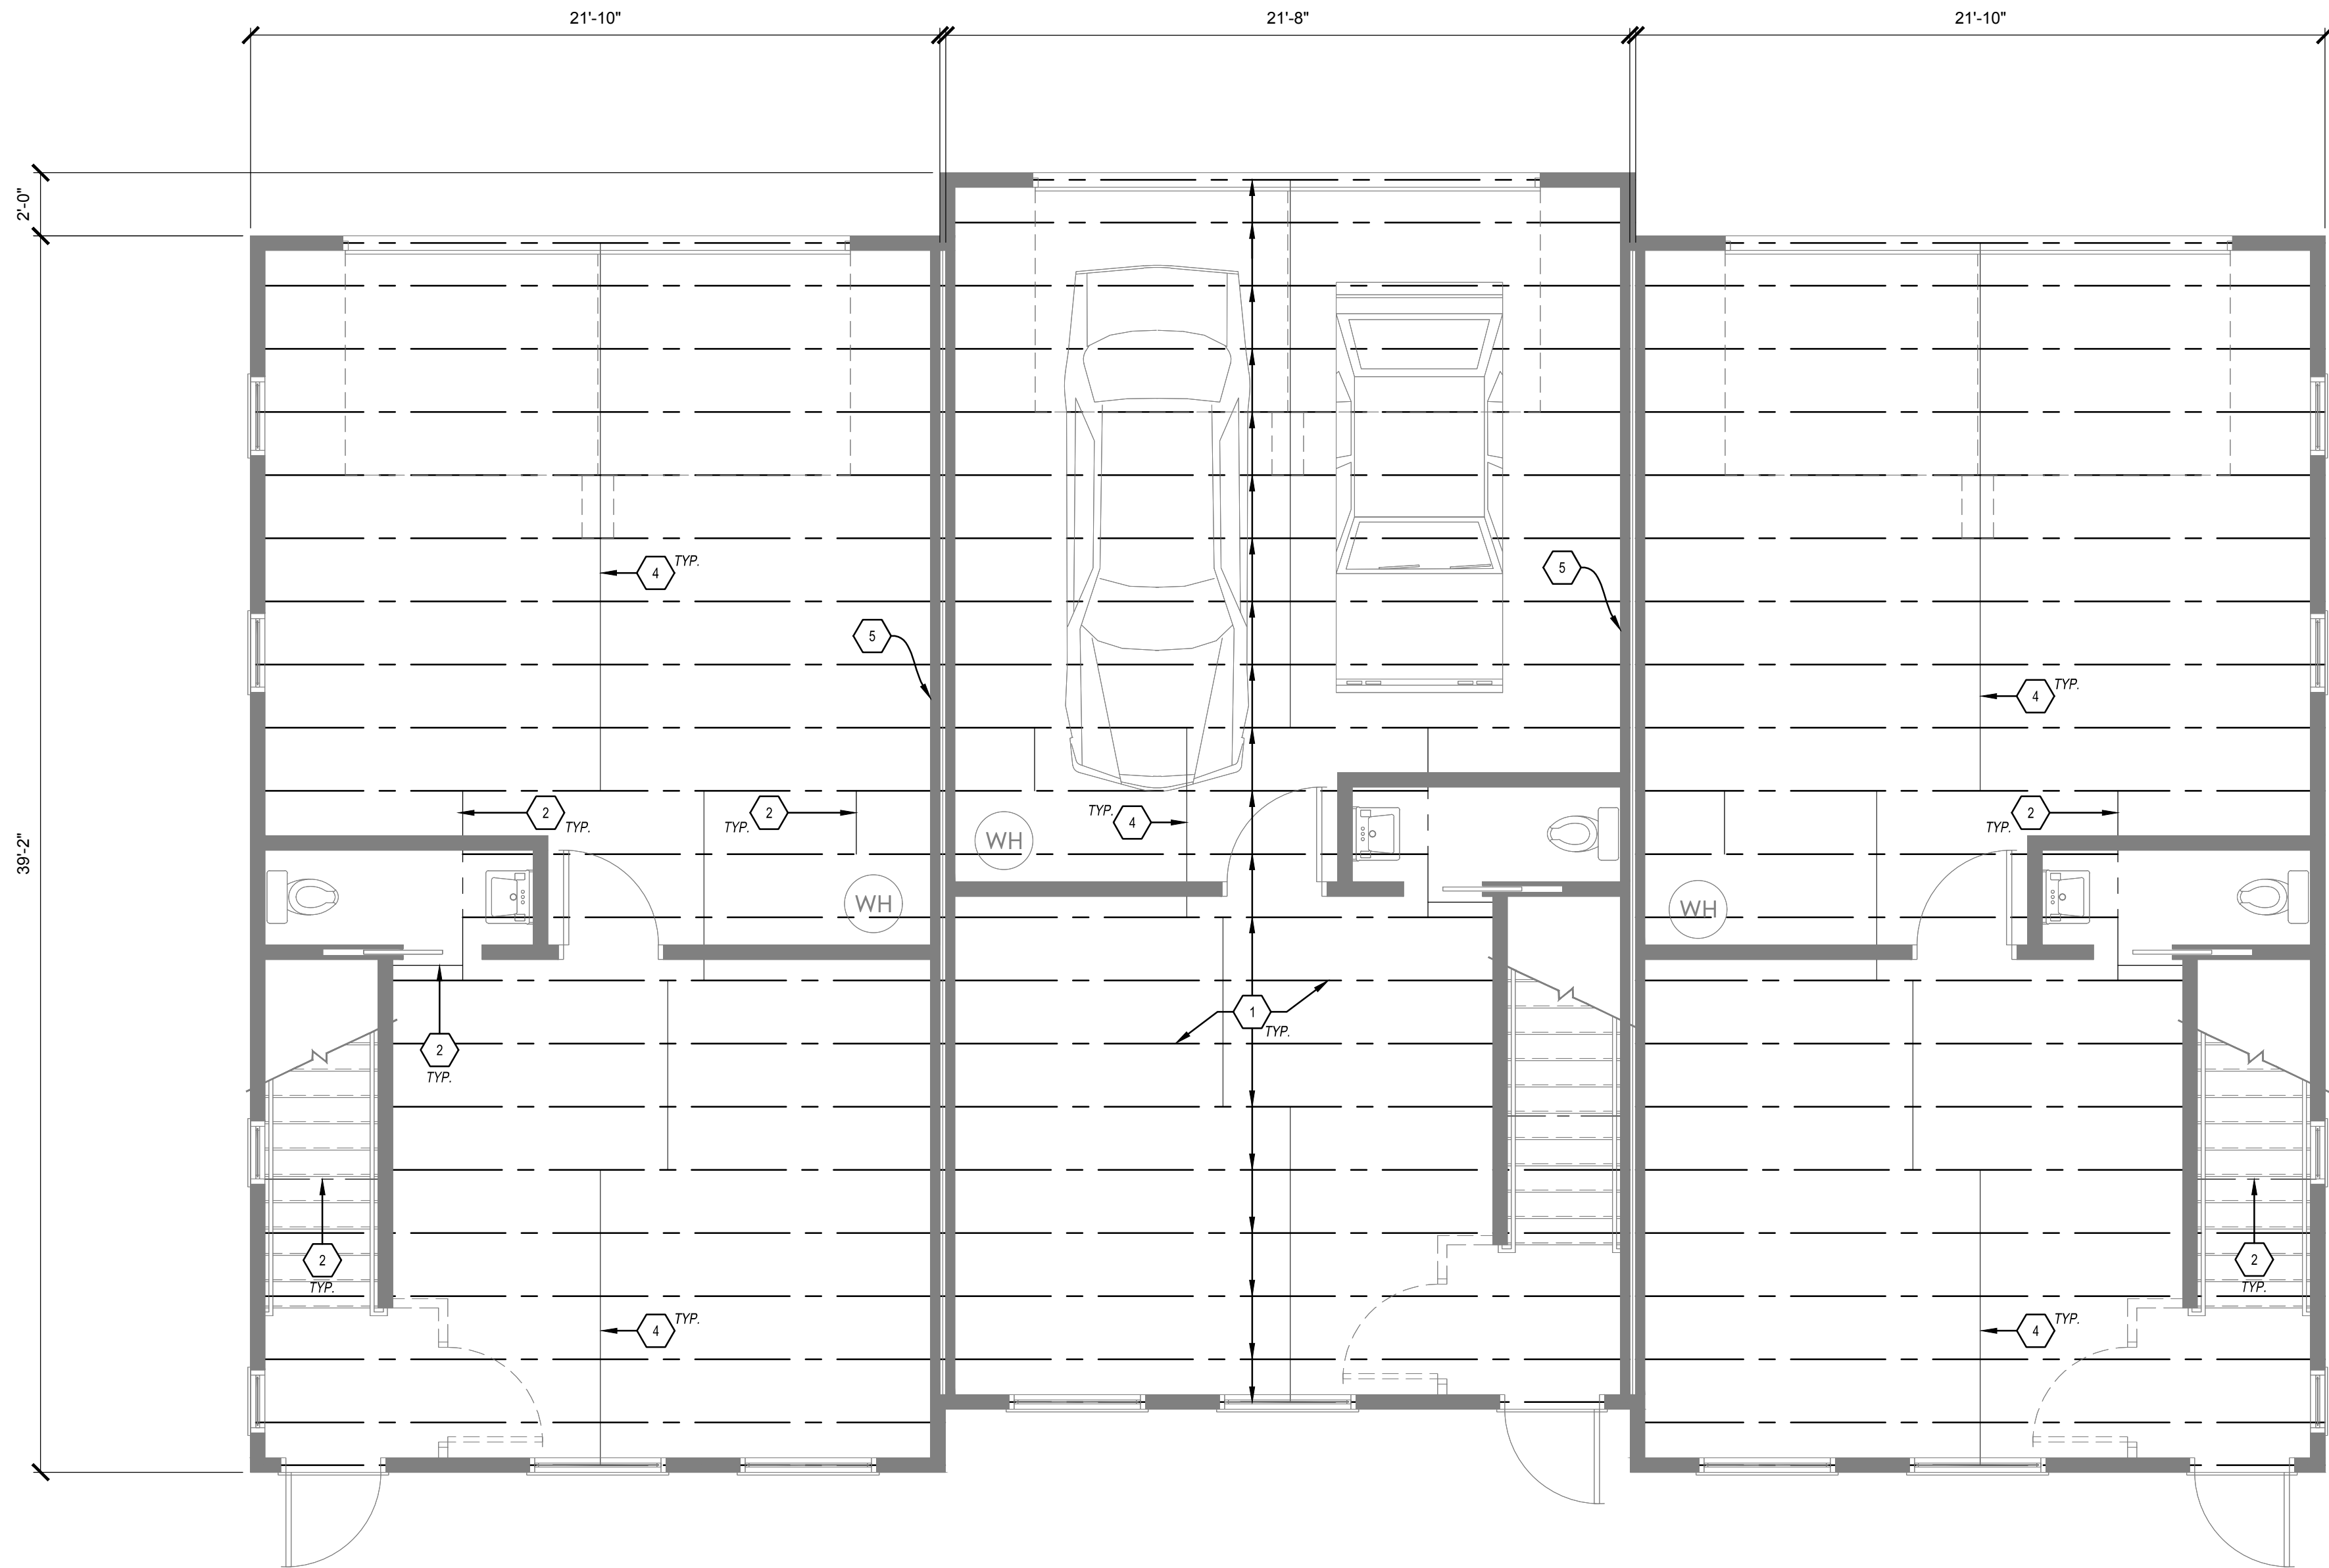 21'-10"
21'-8"
21'-10"
2'-0"
39'-2"
4 TYP.
5
5
4 TYP.
2 TYP.
TYP. 2
TYP. 4
TYP. 2
WH
WH
WH
1 TYP.
2 TYP.
2 TYP.
2 TYP.
4 TYP.
4 TYP.